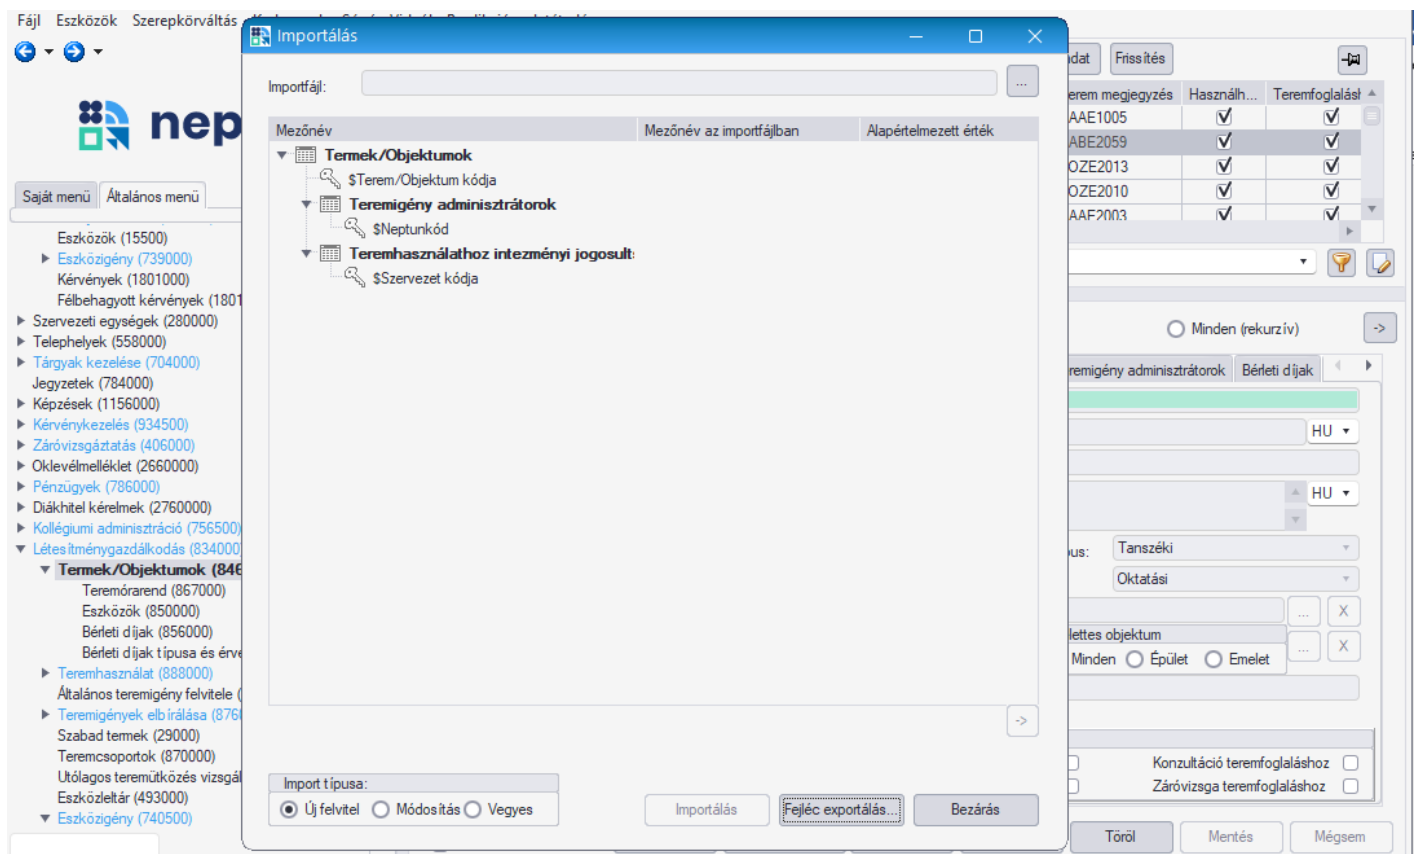 Fájl Eszközök Szerepkörváltás
Importálás
Importfájl:
...
Mezőnév Mezőnév az importfájlban Alapértelmezett érték
Termek/Objektumok
$Terem/Objektum kódja
Teremigény adminisztrátorok
$Neptunkód
Teremhasználathoz intezményi jogosult
$Szervezet kódja
->
Import típusa:
Új felvitel Módosítás Vegyes
Importálás Fejléc exportálás... Bezárás
nep
Saját menü Általános menü
Eszközök (15500)
Eszközigény (739000)
Kérvények (1801000)
Félbehagyott kérvények (1801
Szervezeti egységek (280000)
Telephelyek (558000)
Tárgyak kezelése (704000)
Jegyzetek (784000)
Képzések (1156000)
Kérvénykezelés (934500)
Záróvizsgáztatás (406000)
Oklevélmelléklet (2660000)
Pénzügyek (786000)
Diákhitel kérelmek (2760000)
Kollégiumi adminisztráció (756500)
Létesítménygazdálkodás (834000
Termek/Objektumok (846
Teremórarend (867000)
Eszközök (850000)
Bérleti díjak (856000)
Bérleti díjak típusa és érve
Teremhasználat (888000)
Általános teremigény felvitele (
Teremigények elbírálása (876
Szabad termek (29000)
Teremcsoportok (870000)
Utólagos teremütközés vizsgál
Eszközleltár (493000)
Eszközigény (740500)
adat Frissítés
erem megjegyzés Használh... Teremfoglalásh
AAE1005
ABE2059
OZE2013
OZE2010
AAE2003
Minden (rekurzív) ->
eremigény adminisztrátorok Bérleti díjak
HU
HU
us: Tanszéki
Oktatási
... X
lettes objektum
Minden Épület Emelet ... X
Konzultáció teremfoglaláshoz
Záróvizsga teremfoglaláshoz
Töröl Mentés Mégsem